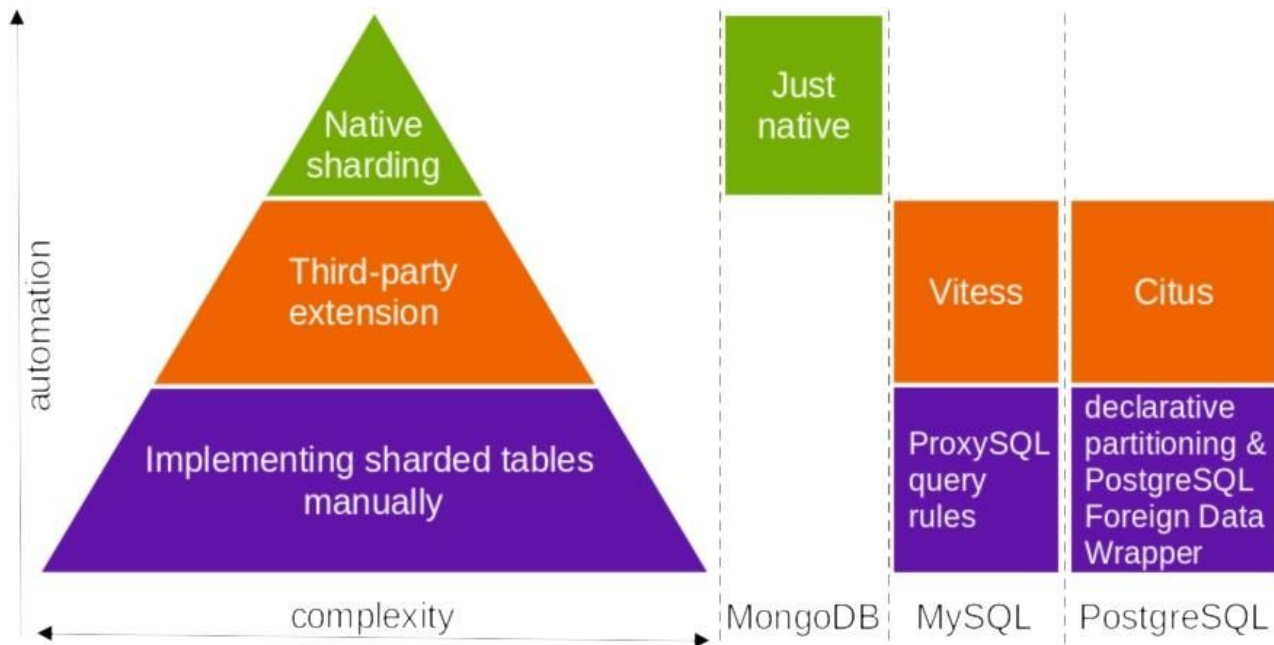 automation
Native
sharding
Third-party
extension
Implementing sharded tables
manually
complexity
Just
native
MongoDB
Vitess
ProxySQL
query
rules
MySQL
Citus
declarative
partitioning &
PostgreSQL
Foreign Data
Wrapper
PostgreSQL